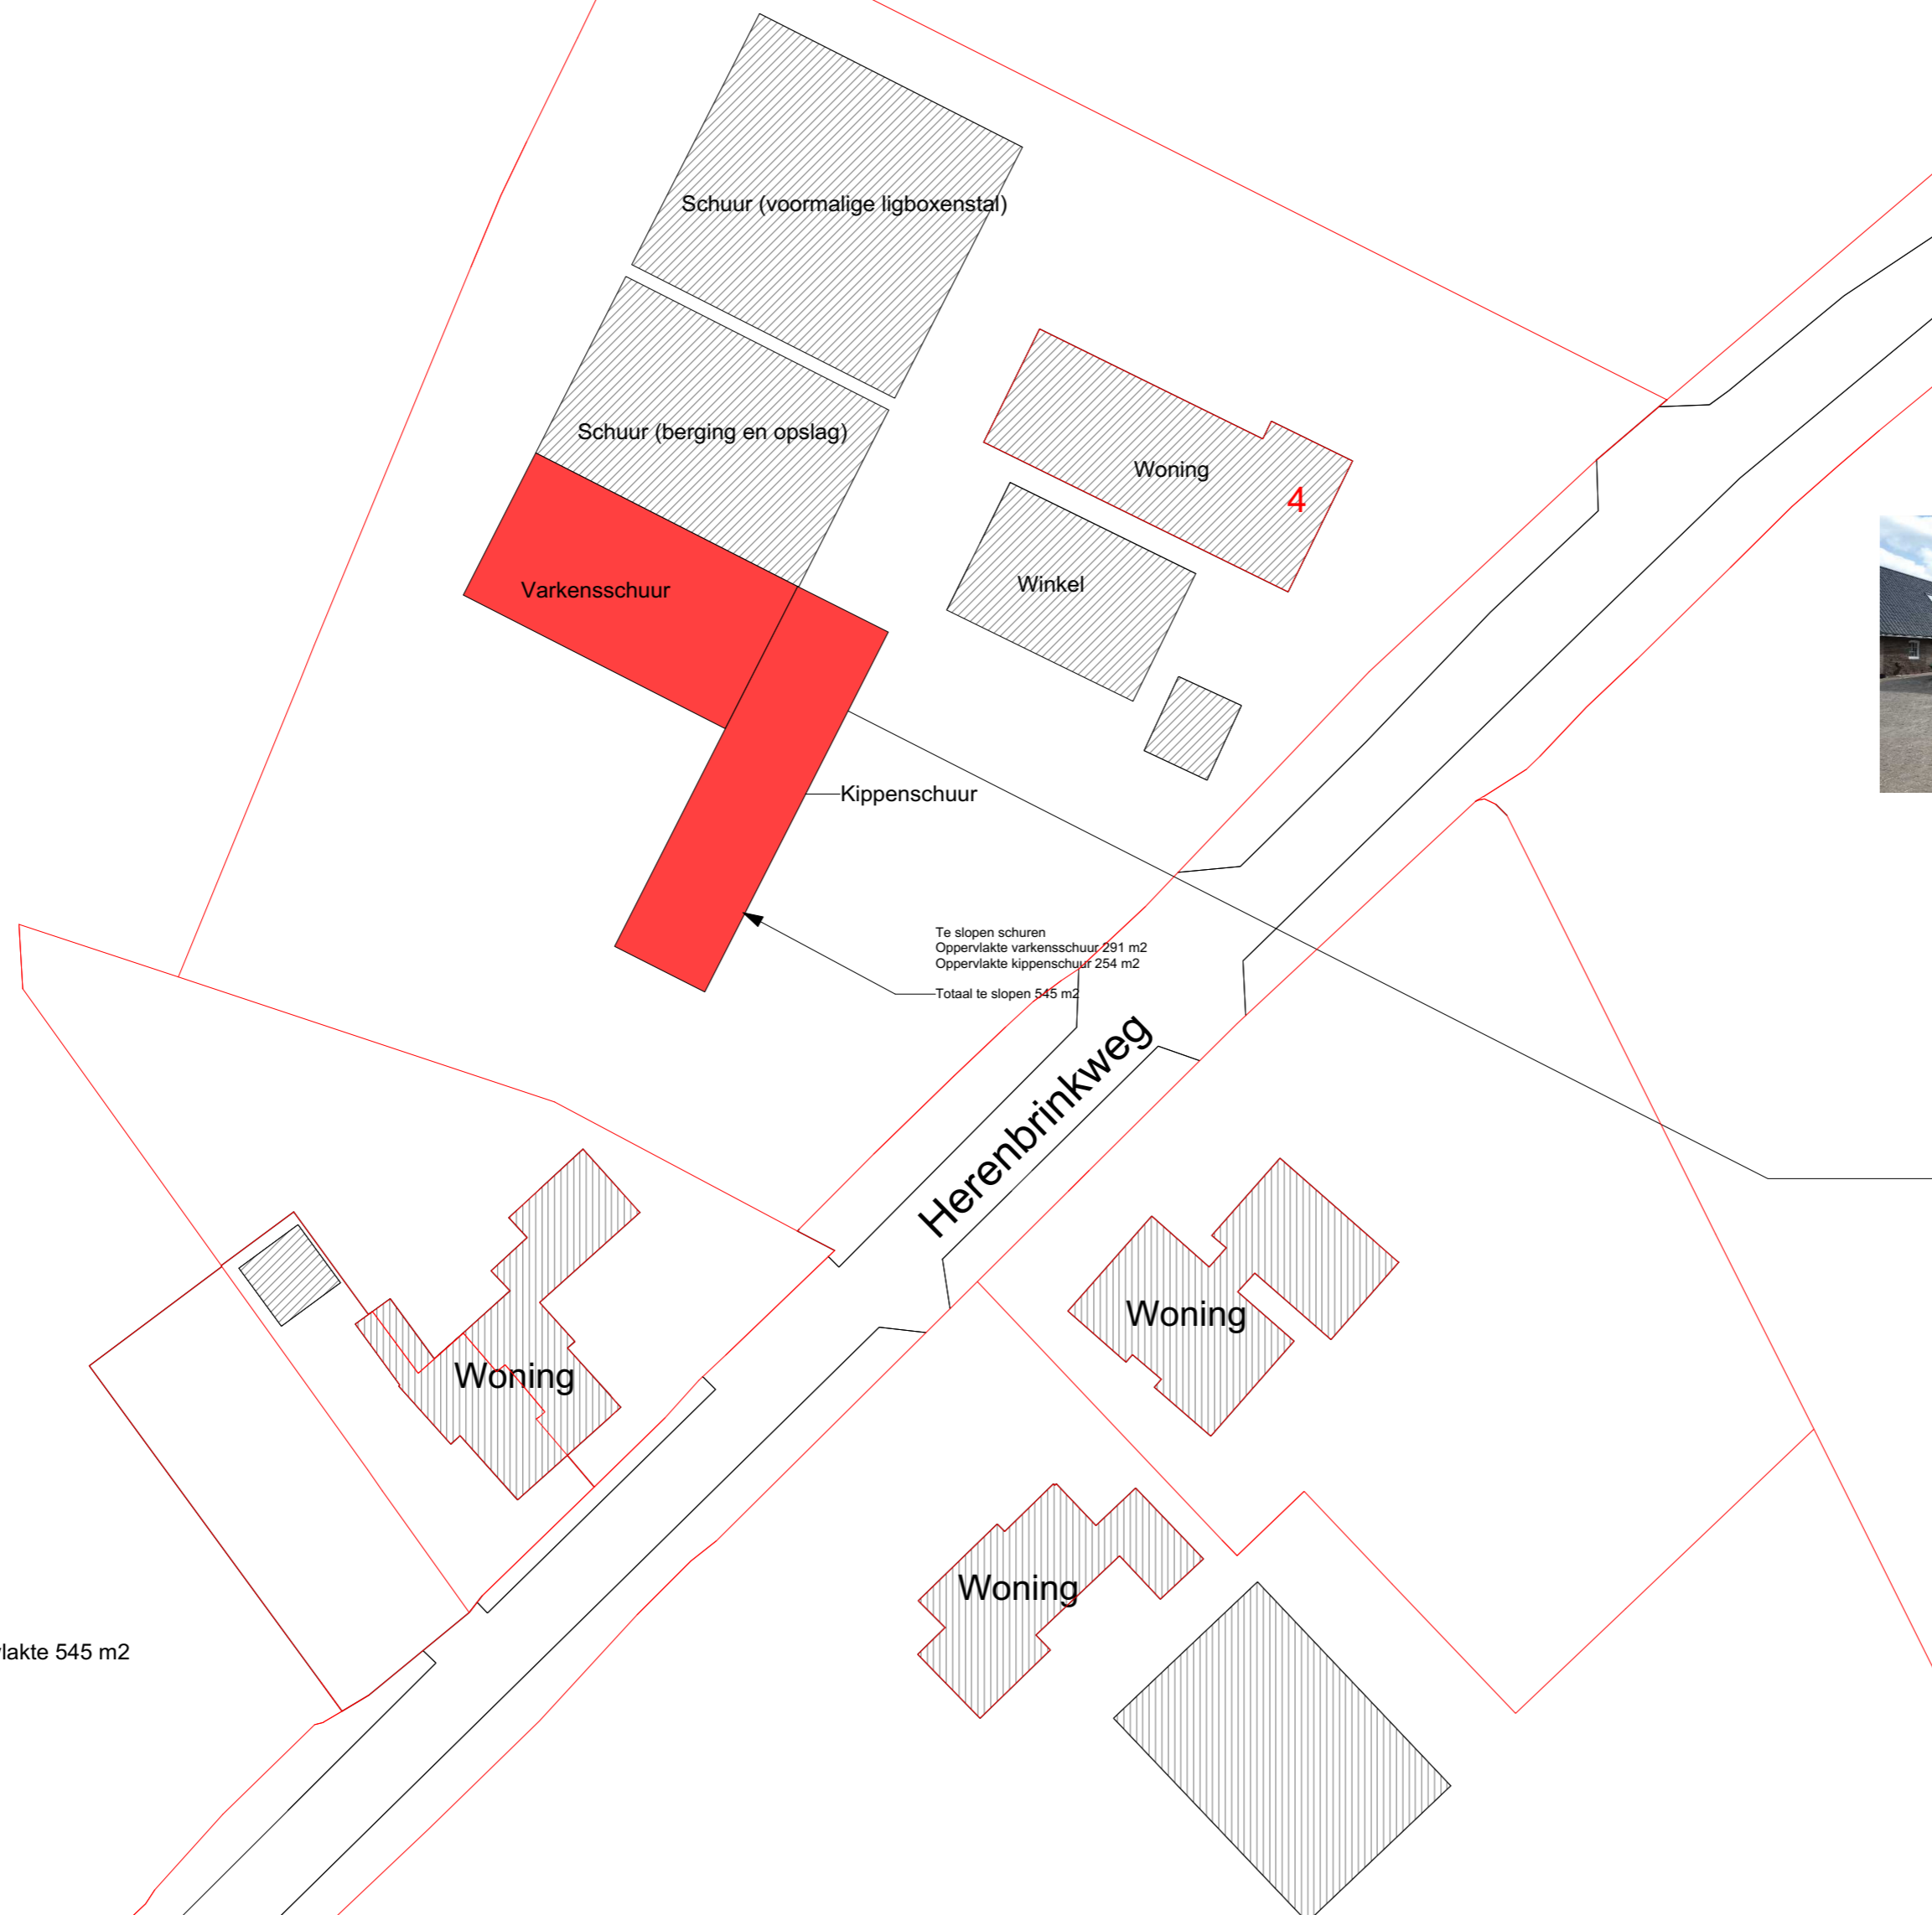 Schuur (voormalige ligboxenstal)
Schuur (berging en opslag)
Woning
4
Varkensschuur
Winkel
Kippenschuur
Te slopen schuren
Oppervlakte varkensschuur 291 m2
Oppervlakte kippenschuur 254 m2
Totaal te slopen 545 m2
Herenbrinkweg
Woning
Woning
Woning
545 m2